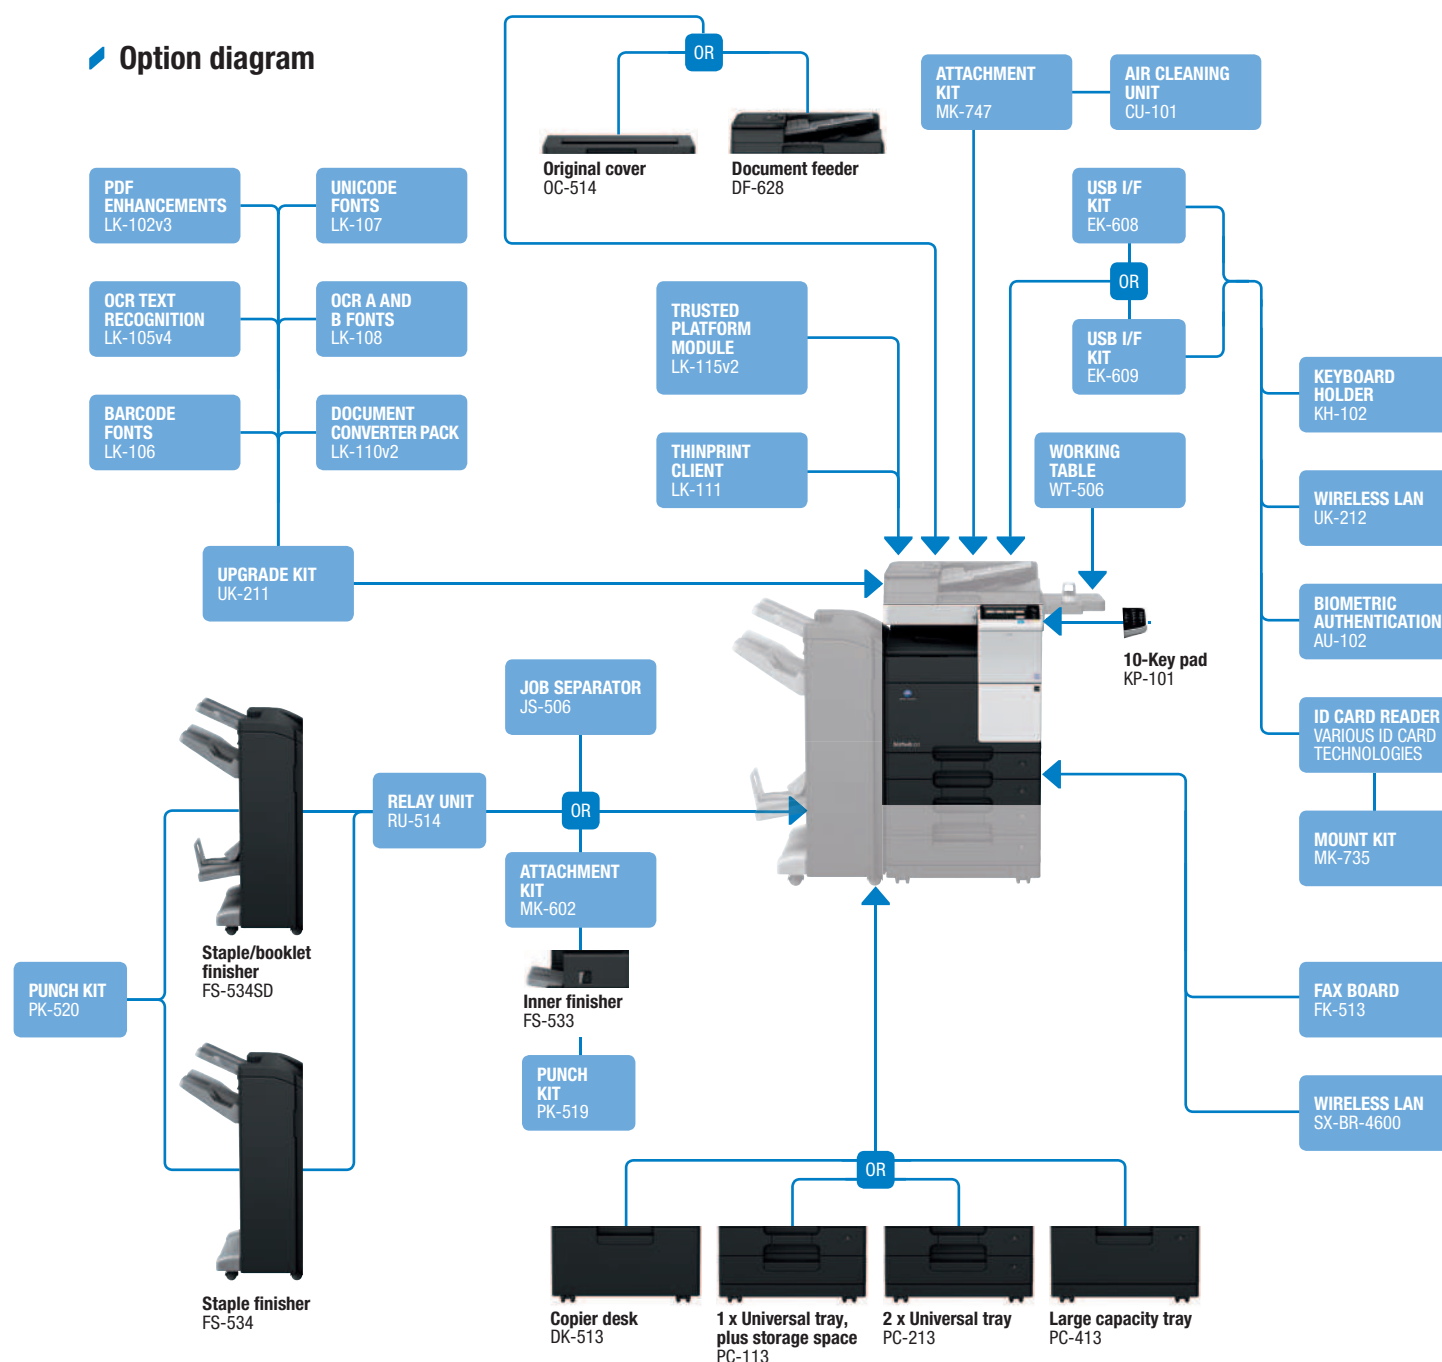 Option diagram
OR
Original cover
OC-514
Document feeder
DF-628
ATTACHMENT
KIT
MK-747
AIR CLEANING
UNIT
CU-101
PDF
ENHANCEMENTS
LK-102v3
UNICODE
FONTS
LK-107
USB I/F
KIT
EK-608
OR
USB I/F
KIT
EK-609
OCR TEXT
RECOGNITION
LK-105v4
OCR A AND
B FONTS
LK-108
TRUSTED
PLATFORM
MODULE
LK-115v2
BARCODE
FONTS
LK-106
DOCUMENT
CONVERTER PACK
LK-110v2
THINPRINT
CLIENT
LK-111
WORKING
TABLE
WT-506
KEYBOARD
HOLDER
KH-102
WIRELESS LAN
UK-212
BIOMETRIC
AUTHENTICATION
AU-102
ID CARD READER
VARIOUS ID CARD
TECHNOLOGIES
MOUNT KIT
MK-735
UPGRADE KIT
UK-211
10-Key pad
KP-101
JOB SEPARATOR
JS-506
RELAY UNIT
RU-514
OR
ATTACHMENT
KIT
MK-602
Inner finisher
FS-533
PUNCH
KIT
PK-519
Staple/booklet
finisher
FS-534SD
PUNCH KIT
PK-520
Staple finisher
FS-534
FAX BOARD
FK-513
WIRELESS LAN
SX-BR-4600
OR
Copier desk
DK-513
1 x Universal tray,
plus storage space
PC-113
2 x Universal tray
PC-213
Large capacity tray
PC-413